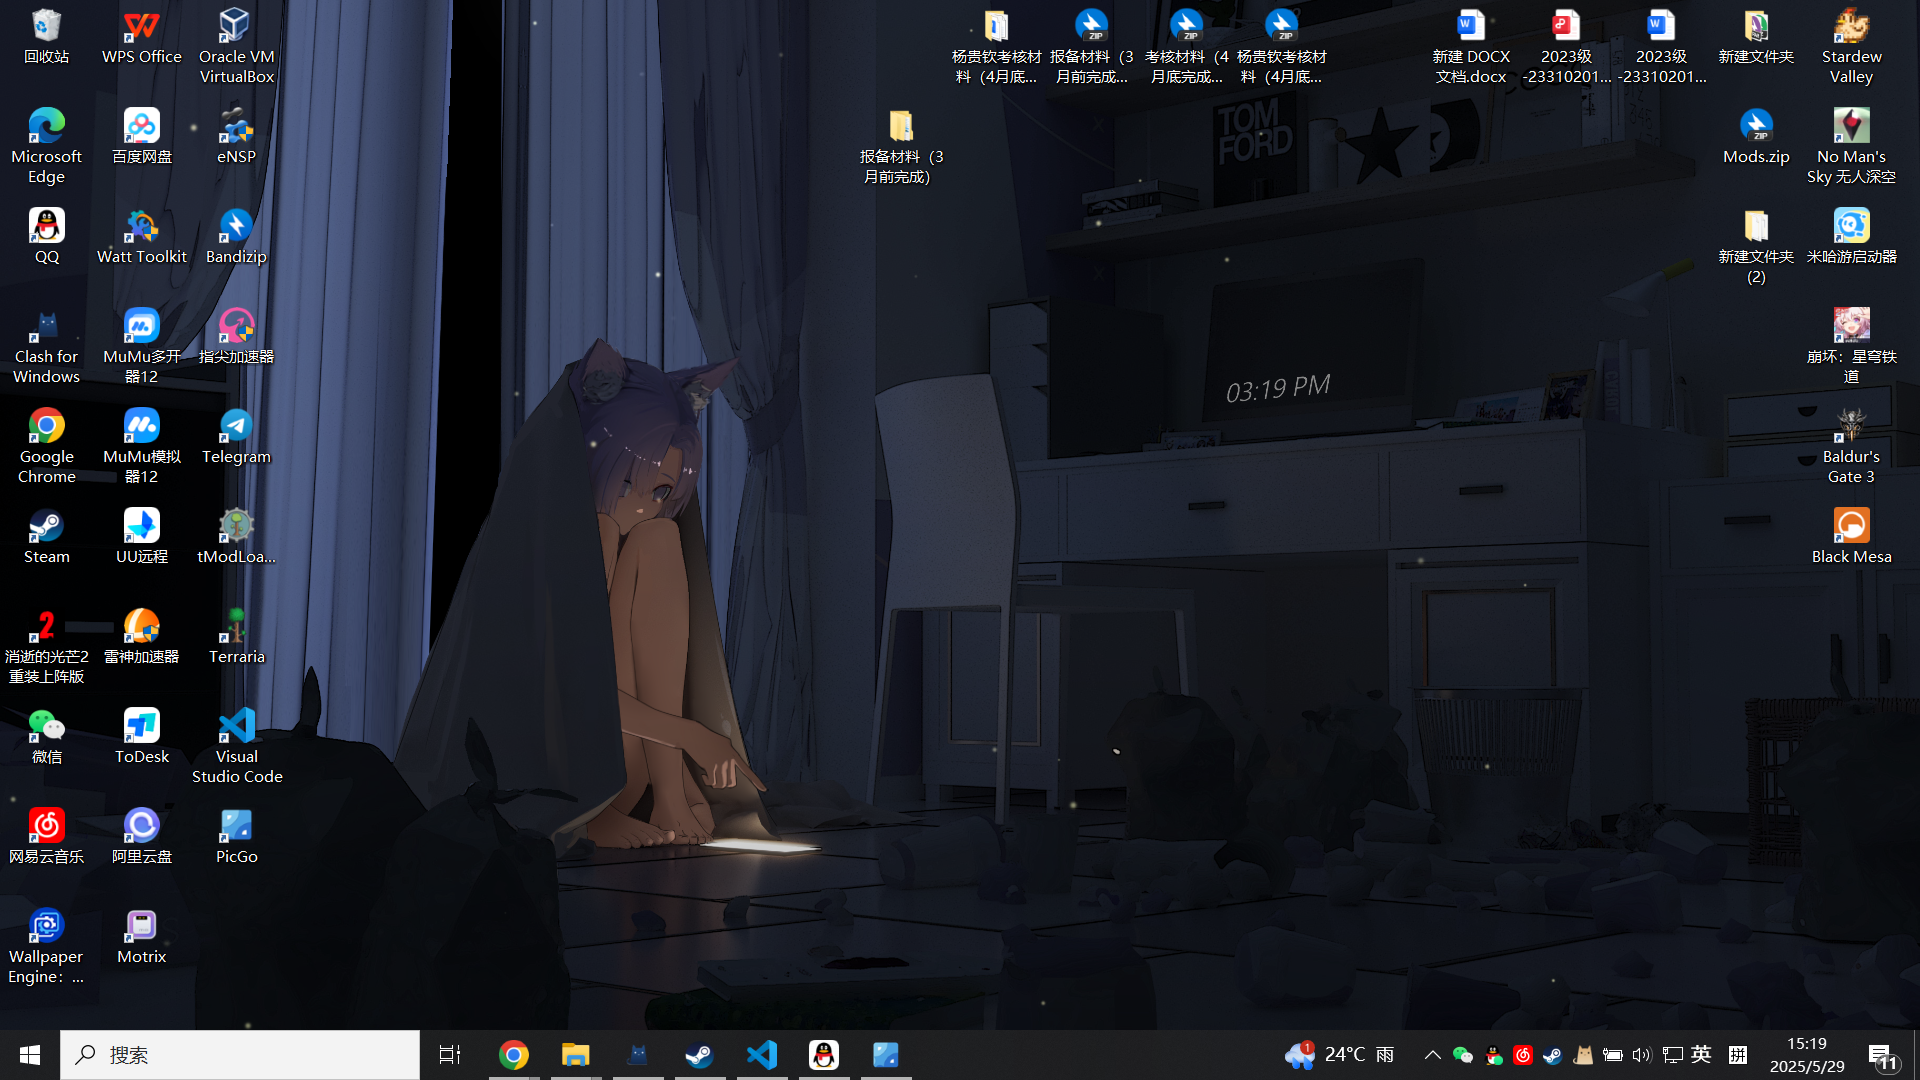 回收站
WPS Office
Oracle VM
VirtualBox
杨贵钦考核材
料（4月底...
报备材料（3
月前完成...
考核材料（4
月底完成...
杨贵钦考核材
料（4月底...
新建 DOCX
文档.docx
2023级
-23310201...
2023级
-23310201...
新建文件夹
Stardew
Valley
Microsoft
Edge
百度网盘
eNSP
报备材料（3
月前完成）
TOM
FORD
Mods.zip
No Man's
Sky 无人深空
QQ
Watt Toolkit
Bandizip
新建文件夹
(2)
米哈游启动器
Clash for
Windows
MuMu多开
器12
指尖加速器
03:19 PM
崩坏：星穹铁
道
Google
Chrome
MuMu模拟
器12
Telegram
Baldur's
Gate 3
Steam
UU远程
tModLoa...
Black Mesa
消逝的光芒2
重装上阵版
雷神加速器
Terraria
微信
ToDesk
Visual
Studio Code
网易云音乐
阿里云盘
PicGo
Wallpaper
Engine：...
Motrix
搜索
1
24°C 雨
英
拼
15:19
2025/5/29
11